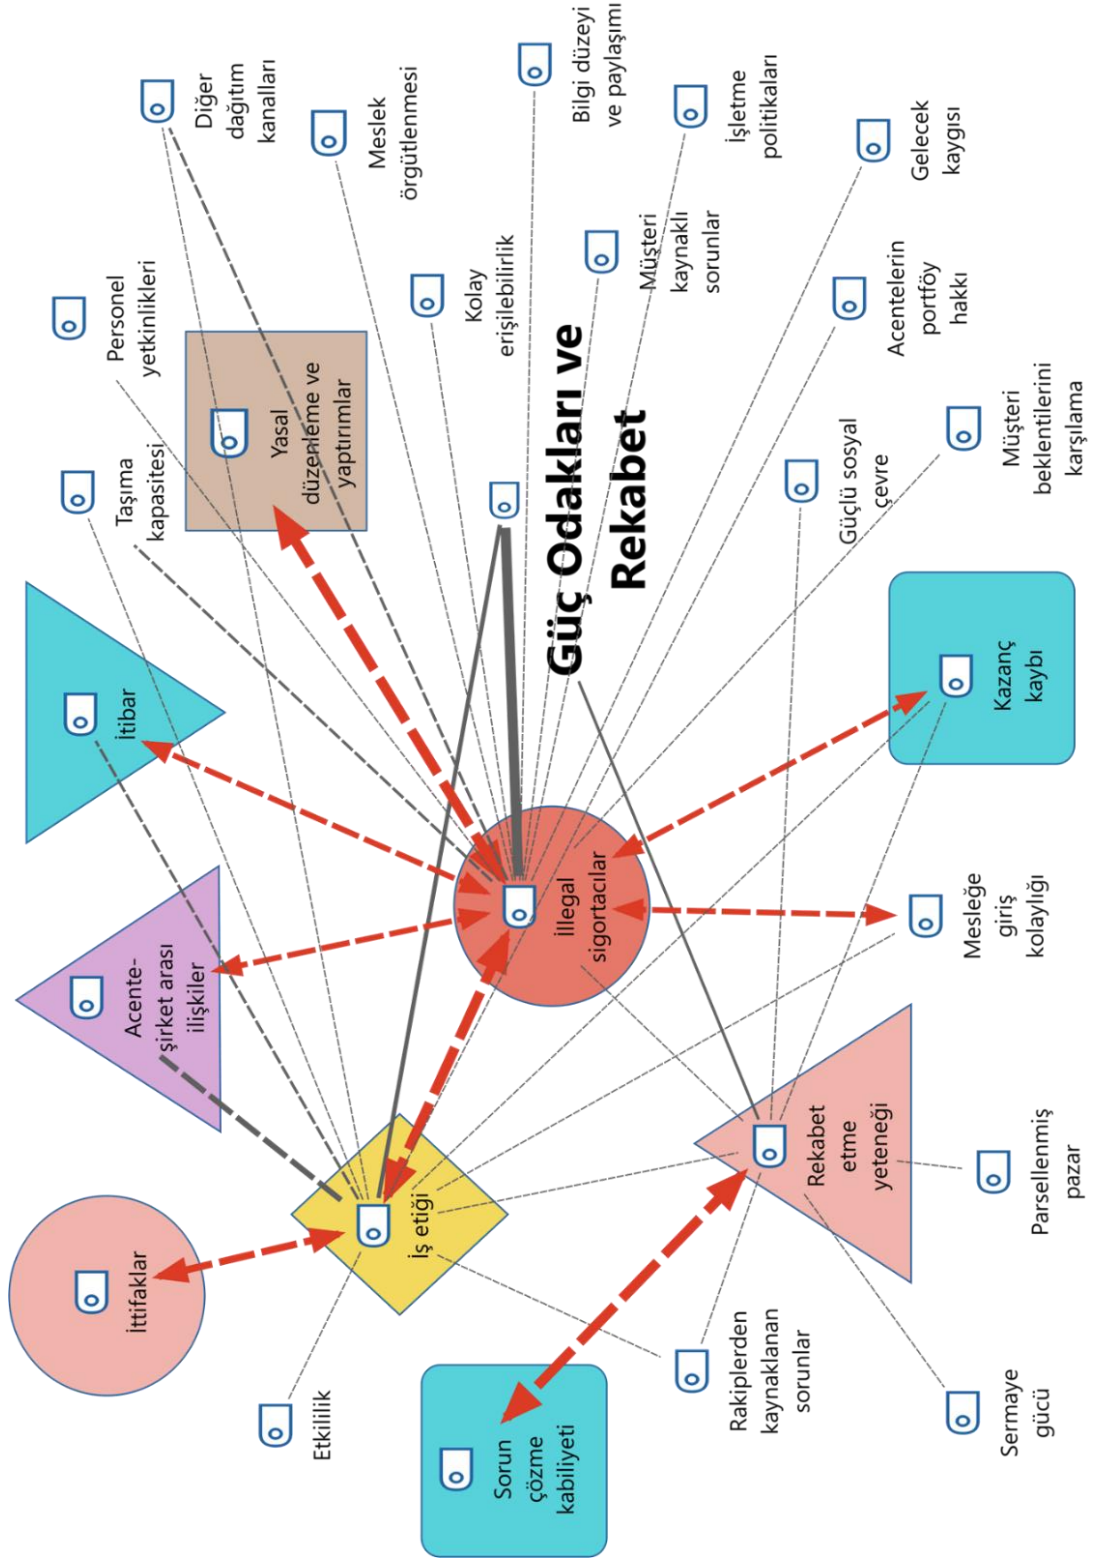 İttifaklar
Acente-
şirket arası
ilişkiler
İtibar
Taşıma
kapasitesi
Personel
yetkinlikleri
Diğer
dağıtım
kanalları
Etkililik
Yasal
düzenleme ve
yaptırımlar
Meslek
örgütlenmesi
İş etiği
Kolay
erişilebilirlik
Sorun
çözme
kabiliyeti
İllegal
sigortacılar
Güç Odakları ve
Rekabet
Bilgi düzeyi
ve paylaşımı
Müşteri
kaynaklı
sorunlar
İşletme
politikaları
Rakiplerden
kaynaklanan
sorunlar
Rekabet
etme
yeteneği
Güçlü sosyal
çevre
Acentelerin
portföy
hakkı
Gelecek
kaygısı
Mesleğe
giriş
kolaylığı
Kazanç
kaybı
Müşteri
beklentilerini
karşılama
Sermaye
gücü
Parsellenmiş
pazar